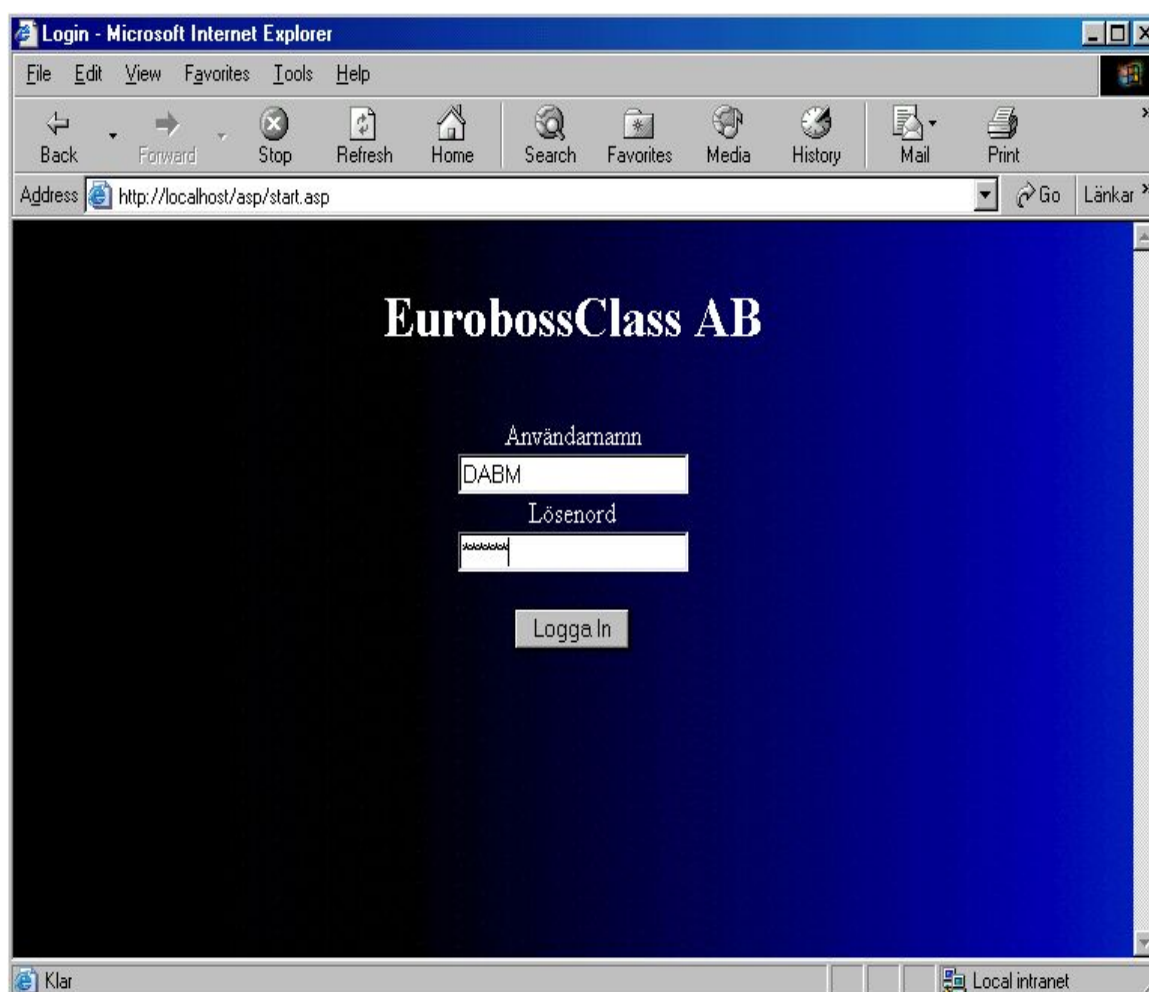 Login - Microsoft Internet Explorer
File Edit View Favorites Tools Help
Back Forward Stop Refresh Home Search Favorites Media History Mail Print
Address http://localhost/asp/start.asp Go Länkar
EurobossClass AB
Användarnamn
DABM
Lösenord
*******
Logga In
Klar Local intranet